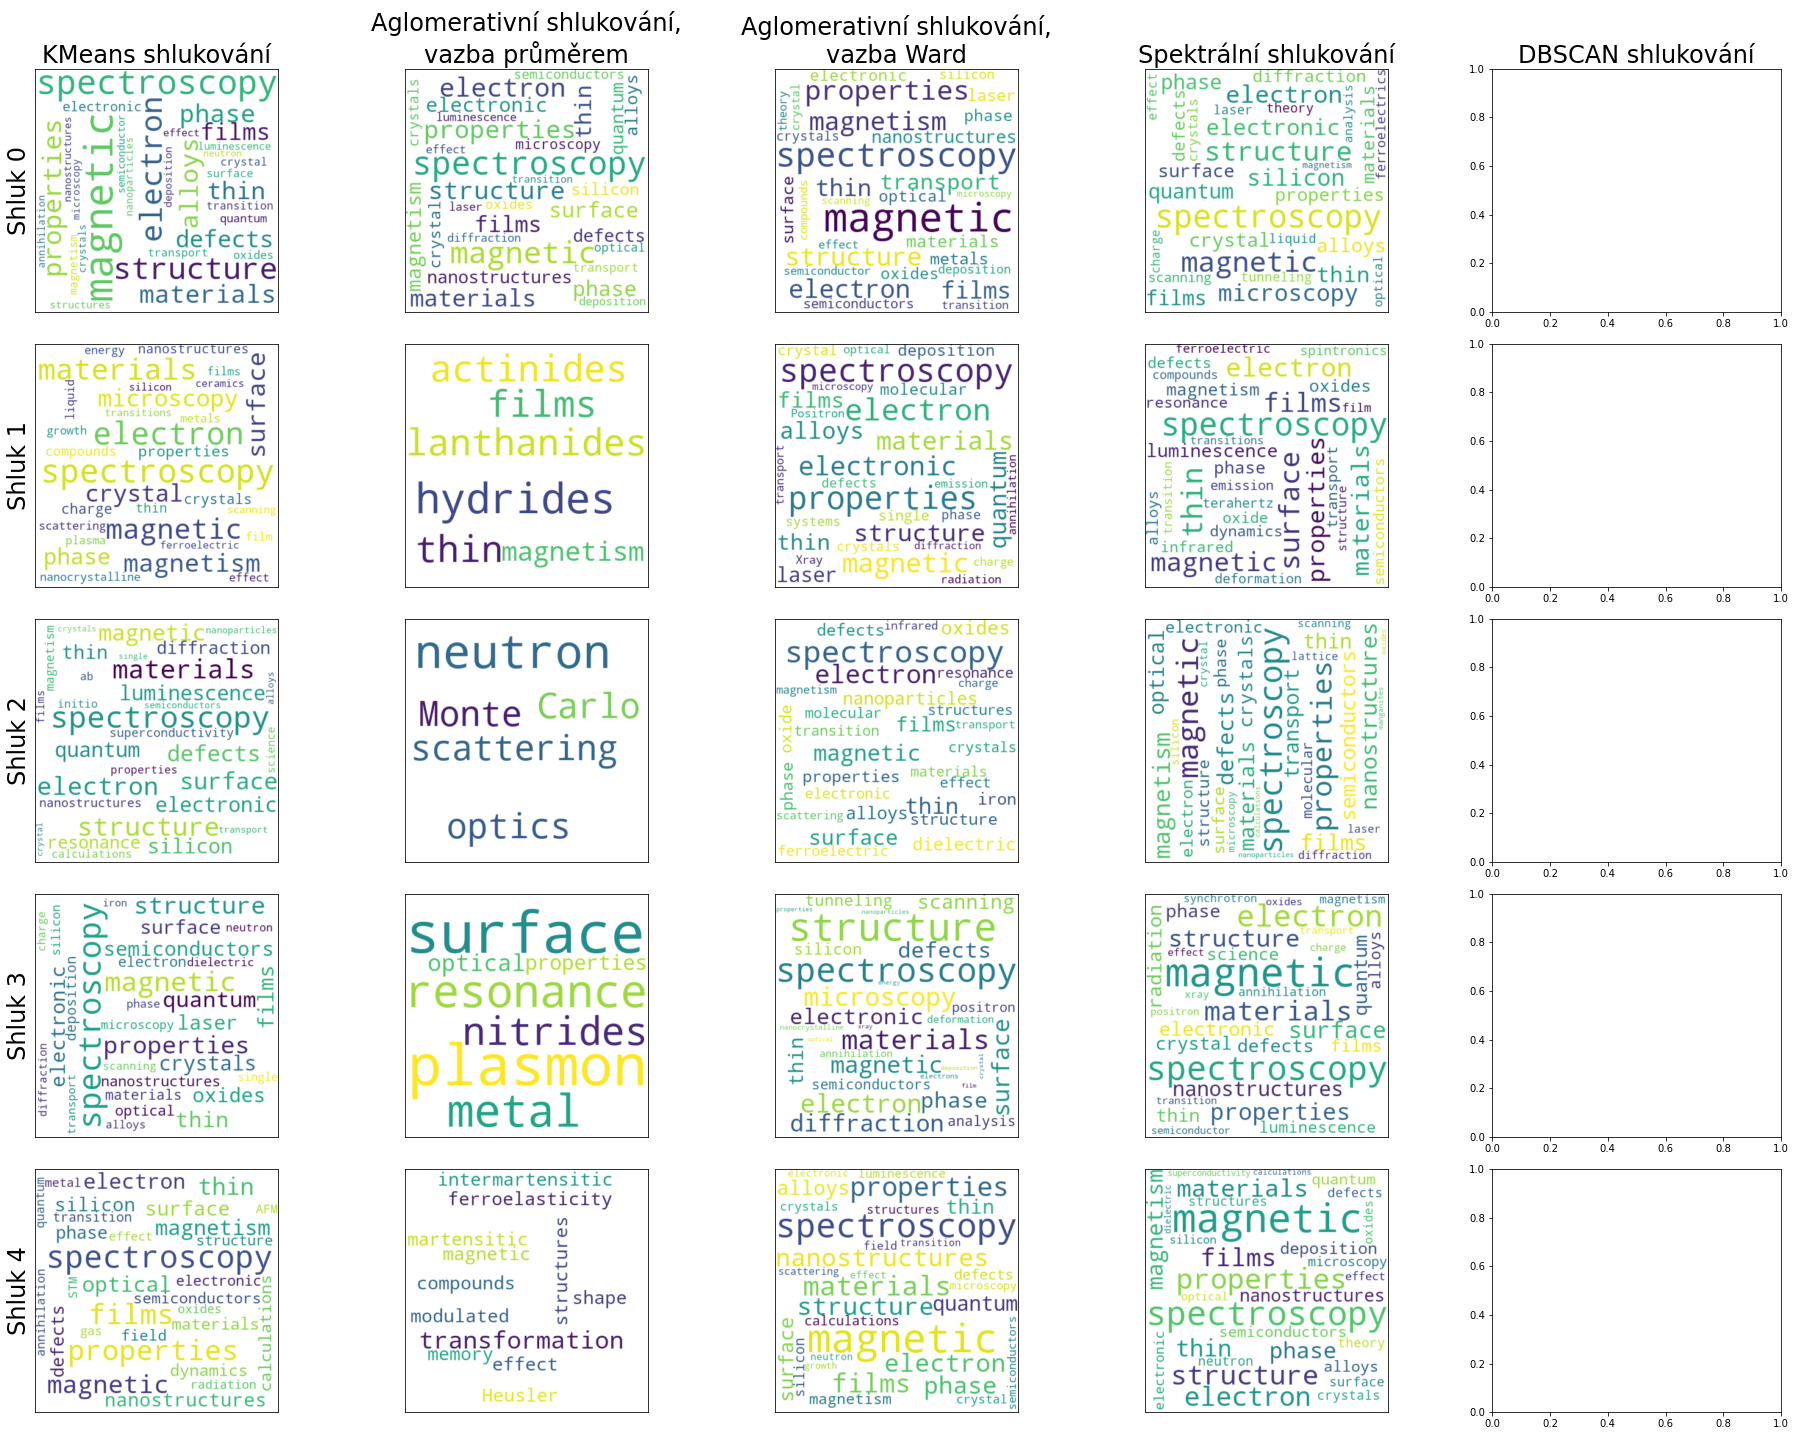 Aglomerativní shlukování,
Aglomerativní shlukování,
KMeans shlukování
vazba průměrem
vazba Ward
Spektrální shlukování
DBSCAN shlukování
Shluk 0
spectroscopy
electronic
phase
effect films
luminescence
neutron
crystal
surface
thin
transition
quantum
defects
transport
oxides
structure
materials
structures
properties
nanostructures
microscopy
magnetism
crystals
magnetic
semiconductor
nanoparticles
electron
deposition
alloys
annihilation
semiconductors
electron
electronic
luminescence
properties
effect
microscopy
spectroscopy
transition
structure silicon
laser oxides
surface
films
diffraction
defects
magnetic
optical
nanostructures
transport
phase
materials
deposition
crystals
thin
quantum
alloys
magnetism
crystal
electronic silicon
properties laser
magnetism phase
crystals nanostructures
spectroscopy
thin transport
optical microscopy
scanning
magnetic
effect materials
structure metals
semiconductor oxides deposition
electron films
semiconductors transition
theory
crystal
surface
compounds
phase diffraction
electron
laser theory
electronic
structure
magnetism
surface silicon
quantum properties
spectroscopy
crystal liquid alloys
magnetic thin
scanning tunneling
films microscopy
effect
defects
crystals
analysis
materials
ferroelectrics
charge
optical
1.0
0.8
0.6
0.4
0.2
0.0
0.0 0.2 0.4 0.6 0.8 1.0
Shluk 1
energy nanostructures
materials films
silicon ceramics
microscopy
transitions metals
growth electron
compounds properties
spectroscopy
crystal crystals
charge thin scanning
scattering magnetic film
plasma ferroelectric
phase magnetism
nanocrystalline effect
liquid
surface
actinides
films
lanthanides
hydrides
thin magnetism
crystal optical deposition
spectroscopy
microscopy molecular
films
Positron electron
alloys
materials
electronic
defects emission
properties
systems single phase
structure
thin crystals diffraction
Xray magnetic charge
laser radiation
transport
quantum
annihilation
ferroelectric spintronics
defects electron
compounds
magnetism oxides
resonance films film
spectroscopy
transitions
luminescence
phase
emission
terahertz
oxide
dynamics
infrared
magnetic
deformation
alloys
transition
thin
surface
properties
structure
transport
materials
semiconductors
1.0
0.8
0.6
0.4
0.2
0.0
0.0 0.2 0.4 0.6 0.8 1.0
Shluk 2
crystals magnetic nanoparticles
thin diffraction
single
materials
ab
luminescence
initio semiconductors
spectroscopy
superconductivity
quantum defects
properties
electron surface
nanostructures electronic
structure transport
resonance silicon
calculations
magnetism
films
alloys
science
crystal
neutron
Monte Carlo
scattering
optics
defects infrared oxides
spectroscopy
electron resonance
magnetism charge
nanoparticles
molecular structures
transition films transport
magnetic crystals
properties materials
effect
electronic iron
scattering alloys thin
structure
surface
ferroelectric dielectric
phase oxide
electronic scanning
thin
lattice
magnetism optical
silicon
magnetic
electron
structure
crystal
phase
defects
surface
microscopy
crystals
materials
calculations
spectroscopy
transport
molecular
properties
semiconductors
nanostructures
manganites
oxides
laser
films
nanoparticles diffraction
1.0
0.8
0.6
0.4
0.2
0.0
0.0 0.2 0.4 0.6 0.8 1.0
Shluk 3
iron structure
surface neutron
semiconductors
electron dielectric
magnetic
phase quantum
microscopy laser
properties
scanning crystals
nanostructures single
materials oxides
optical
alloys thin
charge
silicon
electronic
deposition
spectroscopy
films
diffraction
transport
surface
optical properties
resonance
nitrides
plasmon
metal
tunneling scanning
properties nanoparticles
structure
silicon defects
spectroscopy
energy
microscopy positron
electronic deformation
nanocrystalline xray
optical materials
annihilation
magnetic deposition
electrons
semiconductors film
electron phase
diffraction analysis
thin
crystal
surface
synchrotron oxides magnetism
phase electron
structure transport
effect science charge
magnetic
xray annihilation
positron materials
electronic surface
crystal defects films
spectroscopy
nanostructures
transition
thin properties
semiconductor luminescence
radiation
quantum
alloys
1.0
0.8
0.6
0.4
0.2
0.0
0.0 0.2 0.4 0.6 0.8 1.0
Shluk 4
metal electron thin
silicon surface AFM
transition magnetism
phase effect structure
spectroscopy
optical electronic
semiconductors
films oxides
gas field materials
properties
dynamics
magnetic radiation
nanostructures
quantum
annihilation
STM
defects
calculations
intermartensitic
ferroelasticity
martensitic
magnetic
compounds
structures
shape
modulated
transformation
memory
effect
Heusler
electronic luminescence
alloys properties
crystals structures thin
spectroscopy
field transition
nanostructures
scattering effect defects
materials microscopy
structure quantum
calculations
magnetic
neutron
growth electron
films phase
magnetism crystal
surface
silicon
semiconductors
superconductivity calculations
materials quantum
structures defects
magnetic
silicon
films deposition
microscopy
properties effect
optical nanostructures
spectroscopy
semiconductors
thin phase theory
neutron
structure alloys
surface
electron crystals
magnetism
dielectric
oxides
electronic
1.0
0.8
0.6
0.4
0.2
0.0
0.0 0.2 0.4 0.6 0.8 1.0